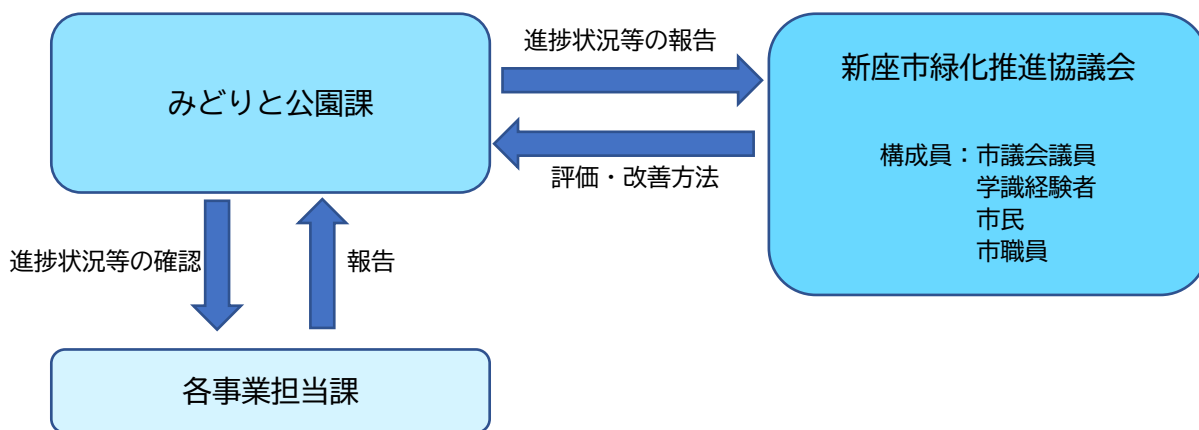 進捗状況等の報告
みどりと公園課
新座市緑化推進協議会
評価・改善方法
構成員：市議会議員
学識経験者
市民
市職員
進捗状況等の確認
報告
各事業担当課